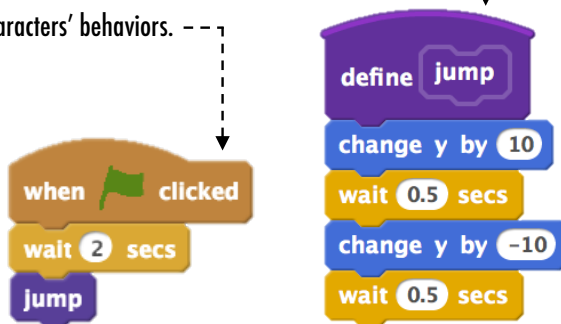 aracters' behaviors.
when clicked
wait 2 secs
jump
define jump
change y by 10
wait 0.5 secs
change y by -10
wait 0.5 secs